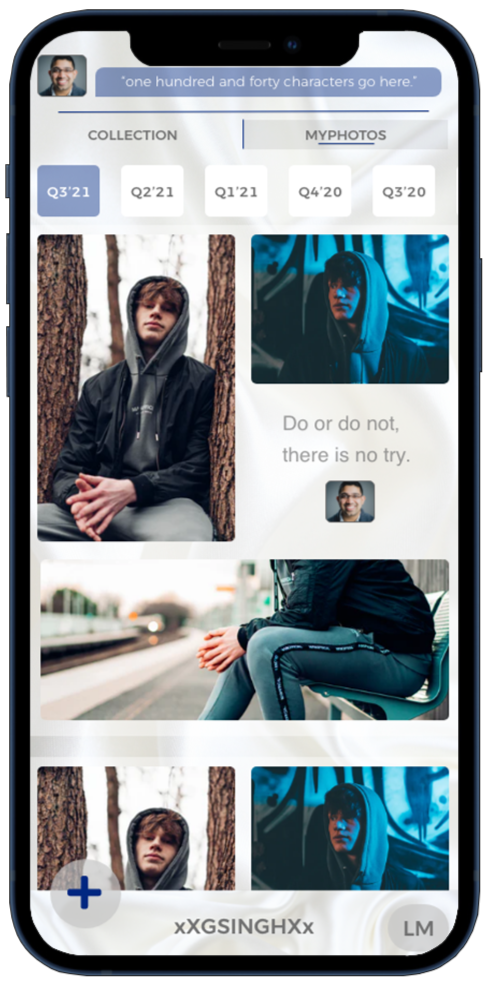 "one hundred and forty characters go here."
COLLECTION
MYPHOTOS
Q3'21
Q2'21
Q1'21
Q4'20
Q3'20
Do or do not,
there is no try.
xXGSINGHXx
LM